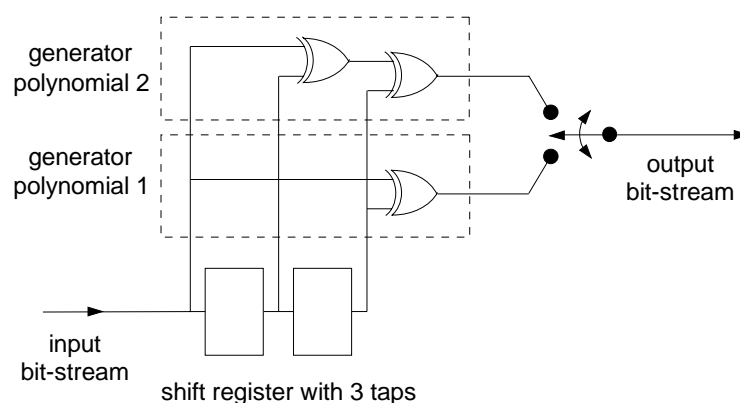 generator
polynomial 2
generator
polynomial 1
output
bit-stream
input
bit-stream
shift register with 3 taps